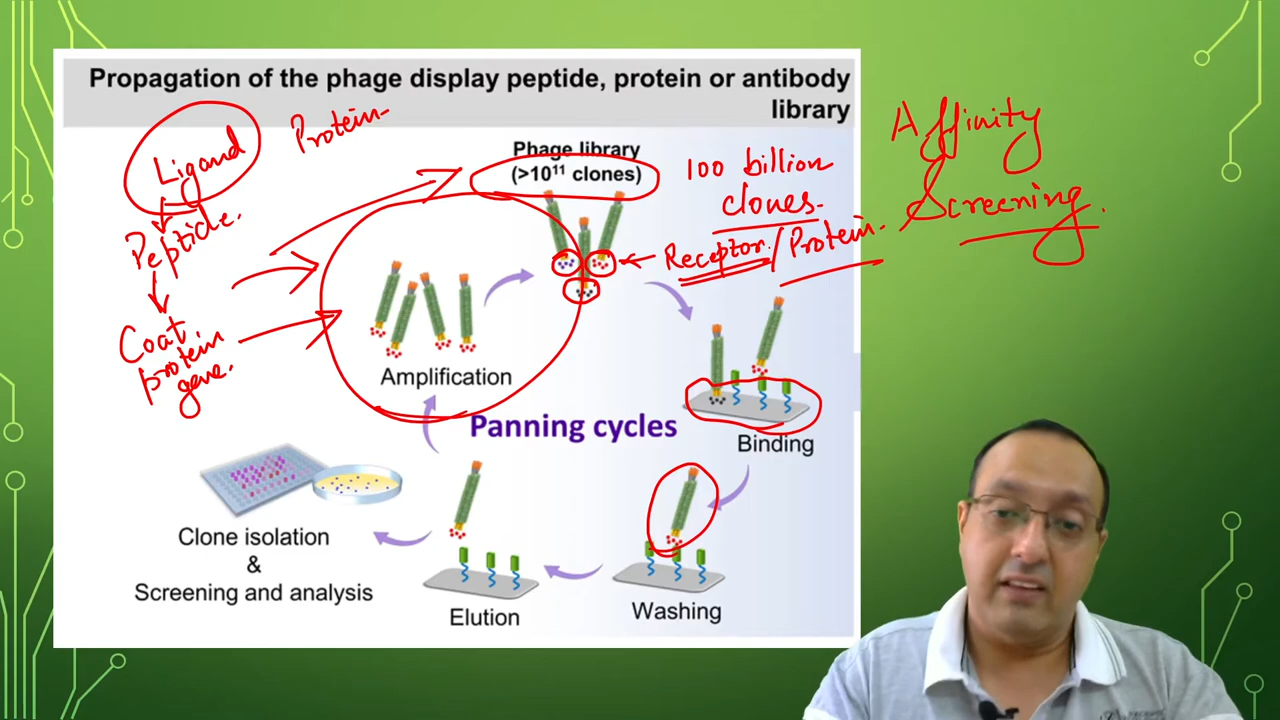 Propagation of the phage display peptide, protein or antibody
library
Ligand
Protein
Peptide.
Coat
protein
gene.
Phage library
(>10¹¹ clones)
100 billion
clones.
Receptor/Protein.
Affinity
Screening.
Amplification
Panning cycles
Binding
Washing
Elution
Clone isolation
&
Screening and analysis